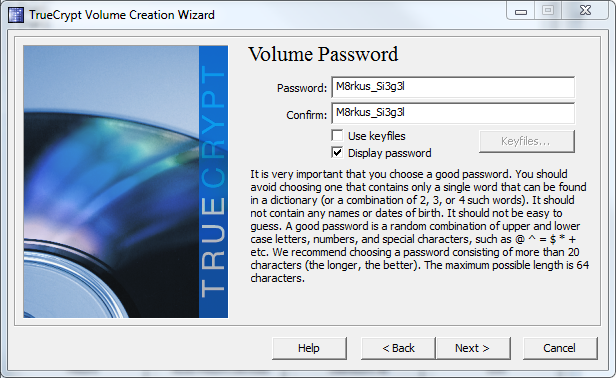 TrueCrypt Volume Creation Wizard
TRUECRYPT
Volume Password
Password: M8rkus_Si3g3l
Confirm: M8rkus_Si3g3l
Use keyfiles
Keyfiles...
Display password
It is very important that you choose a good password. You should
avoid choosing one that contains only a single word that can be found
in a dictionary (or a combination of 2, 3, or 4 such words). It should
not contain any names or dates of birth. It should not be easy to
guess. A good password is a random combination of upper and lower
case letters, numbers, and special characters, such as @ ^ = $ * +
etc. We recommend choosing a password consisting of more than 20
characters (the longer, the better). The maximum possible length is 64
characters.
Help
< Back
Next >
Cancel